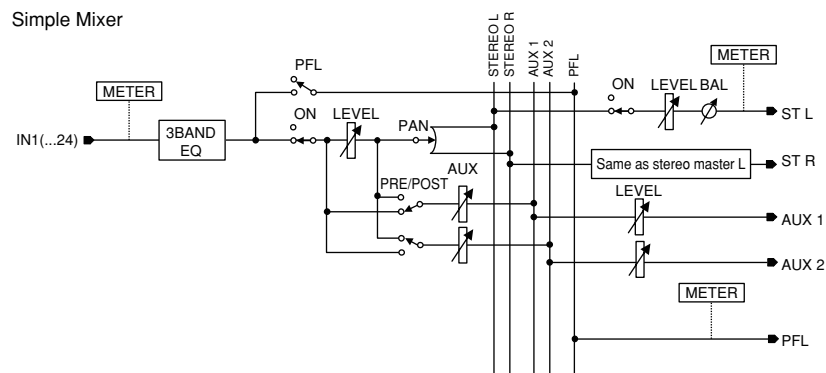 Simple Mixer
METER
IN1(...24)
3BAND
EQ
PFL
ON
LEVEL
PAN
PRE/POST
AUX
STEREO L
STEREO R
AUX 1
AUX 2
PFL
ON
LEVEL
BAL
METER
ST L
Same as stereo master L
ST R
LEVEL
AUX 1
AUX 2
METER
PFL